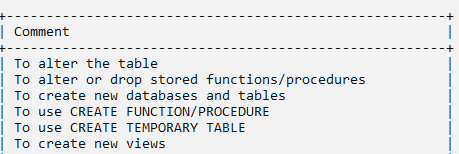 Comment
To alter the table
To alter or drop stored functions/procedures
To create new databases and tables
To use CREATE FUNCTION/PROCEDURE
To use CREATE TEMPORARY TABLE
To create new views